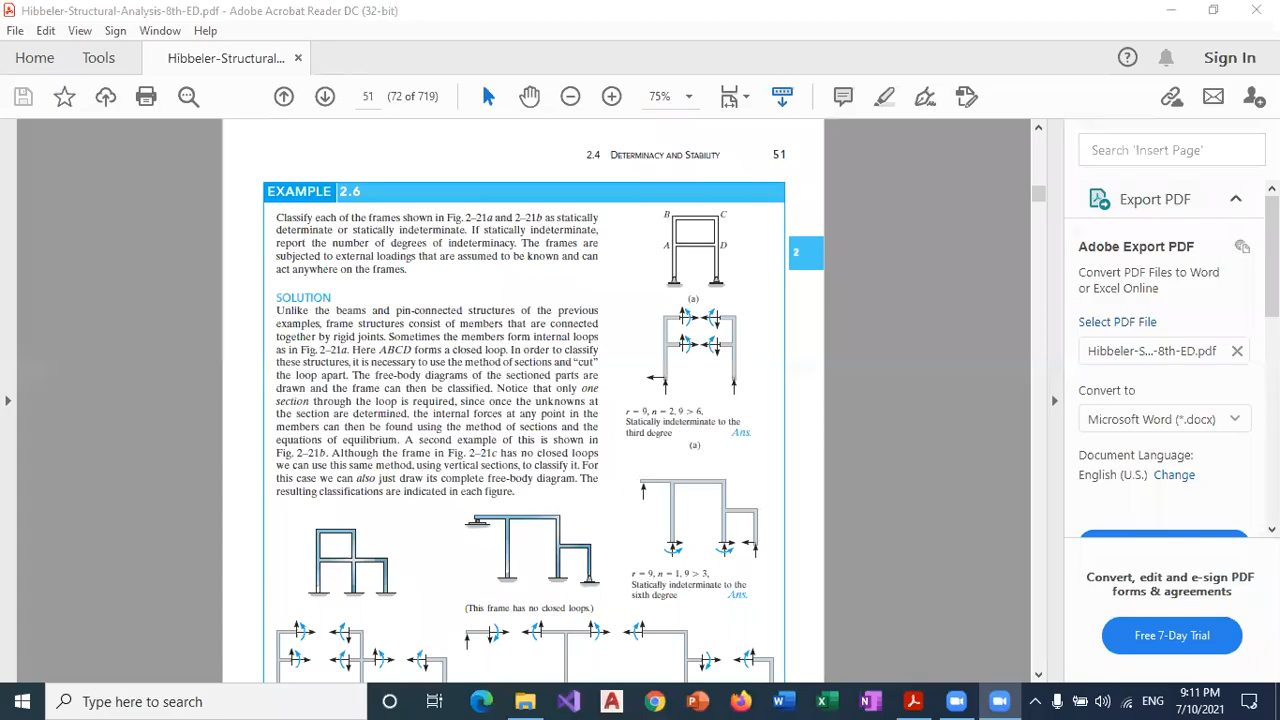 Hibbeler-Structural-Analysis-8th-ED.pdf - Adobe Acrobat Reader DC (32-bit)
File Edit View Sign Window Help
Home Tools Hibbeler-Structural... × Sign In
51 (72 of 719) 75%
2.4 DETERMINACY AND STABILITY 51
EXAMPLE 2.6
Classify each of the frames shown in Fig. 2–21a and 2–21b as statically
determinate or statically indeterminate. If statically indeterminate,
report the number of degrees of indeterminacy. The frames are
subjected to external loadings that are assumed to be known and can
act anywhere on the frames.
SOLUTION
Unlike the beams and pin-connected structures of the previous
examples, frame structures consist of members that are connected
together by rigid joints. Sometimes the members form internal loops
as in Fig. 2–21a. Here ABCD forms a closed loop. In order to classify
these structures, it is necessary to use the method of sections and “cut”
the loop apart. The free-body diagrams of the sectioned parts are
drawn and the frame can then be classified. Notice that only one
section through the loop is required, since once the unknowns at
the section are determined, the internal forces at any point in the
members can then be found using the method of sections and the
equations of equilibrium. A second example of this is shown in
Fig. 2–21b. Although the frame in Fig. 2–21c has no closed loops
we can use this same method, using vertical sections, to classify it. For
this case we can also just draw its complete free-body diagram. The
resulting classifications are indicated in each figure.
B C
A D
(a)
2
r = 9, n = 2, 9 > 6,
Statically indeterminate to the
third degree Ans.
(a)
r = 9, n = 1, 9 > 3,
Statically indeterminate to the
sixth degree Ans.
(This frame has no closed loops.)
Search 'Insert Page'
Export PDF
Adobe Export PDF
Convert PDF Files to Word
or Excel Online
Select PDF File
Hibbeler-S...-8th-ED.pdf ×
Convert to
Microsoft Word (*.docx)
Document Language:
English (U.S.) Change
Convert, edit and e-sign PDF
forms & agreements
Free 7-Day Trial
Type here to search
ENG
9:11 PM
7/10/2021